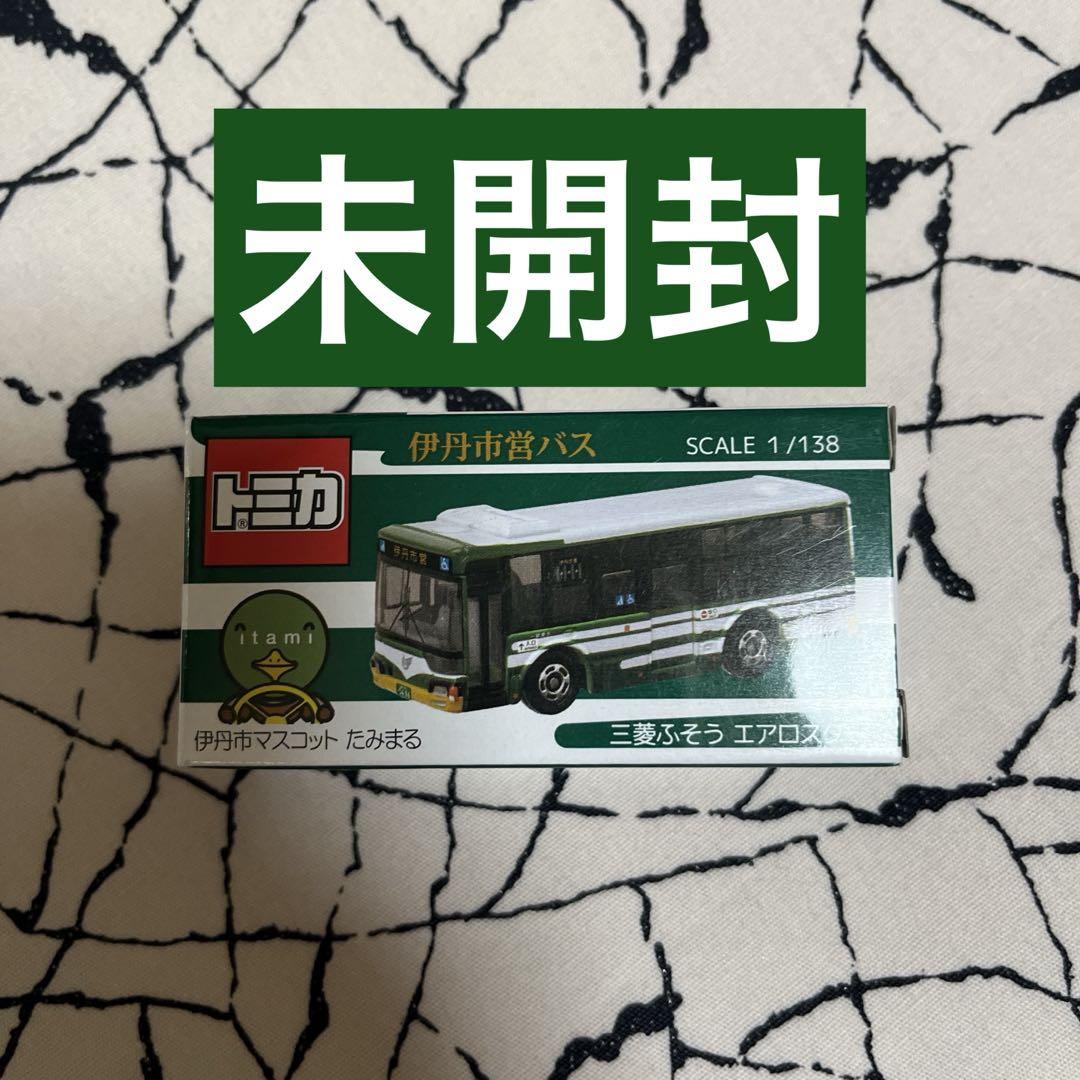 未開封
伊丹市営バス
SCALE 1/138
トミカ
®
伊丹市営
itami
入口
伊丹市マスコット たみまる
三菱ふそう エアロスタ